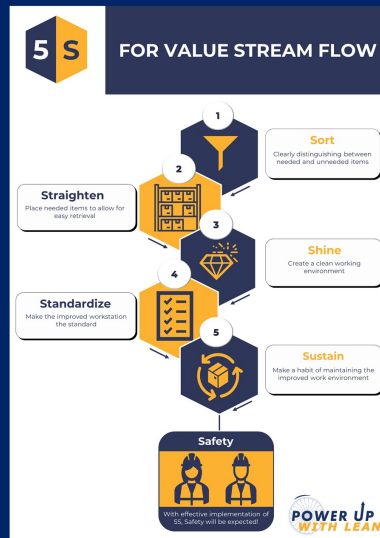 5 S
FOR VALUE STREAM FLOW
1
Sort
Clearly distinguishing between
needed and unneeded items
2
Straighten
Place needed items to allow for
easy retrieval
3
Shine
Create a clean working
environment
4
Standardize
Make the improved workstation
the standard
5
Sustain
Make a habit of maintaining the
improved work environment
Safety
With effective implementation of
5S, Safety will be expected!
POWER UP
WITH LEAN